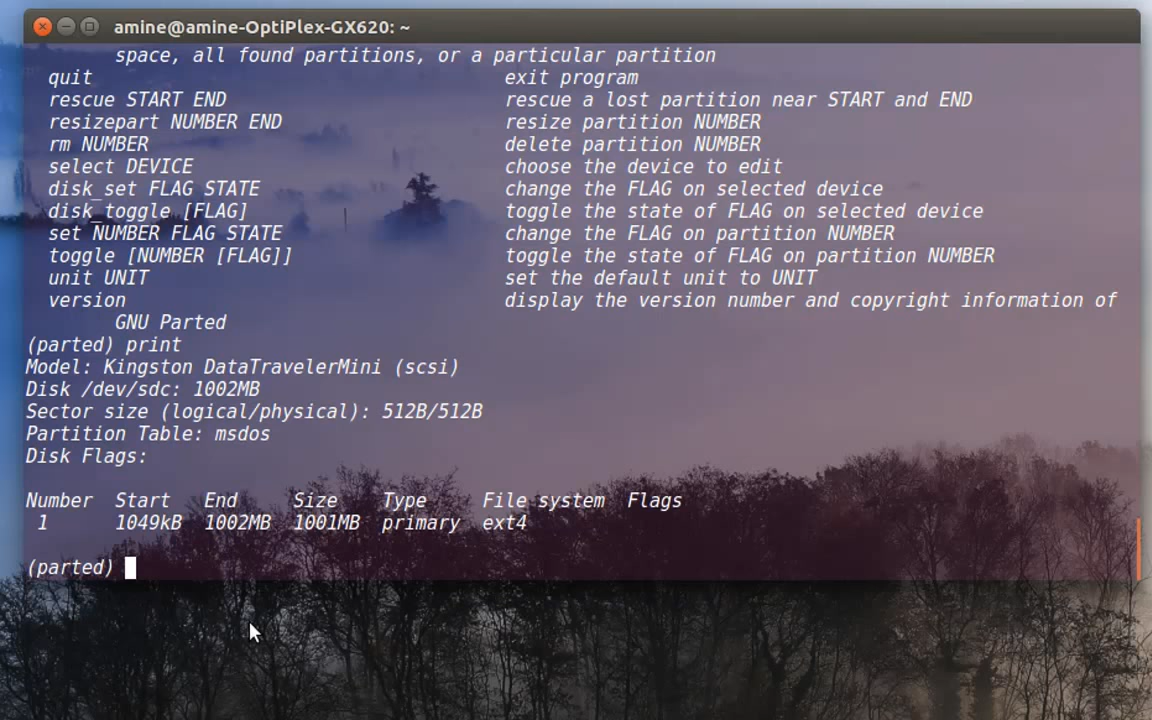 amine@amine-OptiPlex-GX620: ~
space, all found partitions, or a particular partition
quit exit program
rescue START END rescue a lost partition near START and END
resizepart NUMBER END resize partition NUMBER
rm NUMBER delete partition NUMBER
select DEVICE choose the device to edit
disk_set FLAG STATE change the FLAG on selected device
disk_toggle [FLAG] toggle the state of FLAG on selected device
set NUMBER FLAG STATE change the FLAG on partition NUMBER
toggle [NUMBER [FLAG]] toggle the state of FLAG on partition NUMBER
unit UNIT set the default unit to UNIT
version display the version number and copyright information of
GNU Parted
(parted) print
Model: Kingston DataTravelerMini (scsi)
Disk /dev/sdc: 1002MB
Sector size (logical/physical): 512B/512B
Partition Table: msdos
Disk Flags:
Number Start End Size Type File system Flags
1 1049kB 1002MB 1001MB primary ext4
(parted)